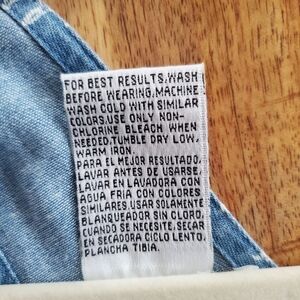 FOR BEST RESULTS,WASH
BEFORE WEARING.MACHINE
WASH COLD WITH SIMILAR
COLORS.USE ONLY NON-
CHLORINE BLEACH WHEN
NEEDED.TUMBLE DRY LOW.
WARM IRON.
PARA EL MEJOR RESULTADO,
LAVAR ANTES DE USARSE.
LAVAR EN LAVADORA CON
AGUA FRIA CON COLORES
SIMILARES.USAR SOLAMENTE
BLANQUEADOR SIN CLORO,
CUANDO SE NECESITE.SECAR
EN SECADORA CICLO LENTO.
PLANCHA TIBIA.